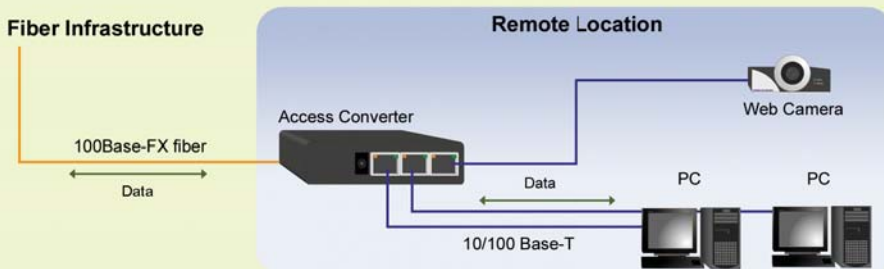 Fiber Infrastructure
Remote Location
Access Converter
Web Camera
100Base-FX fiber
Data
Data
PC
PC
10/100 Base-T